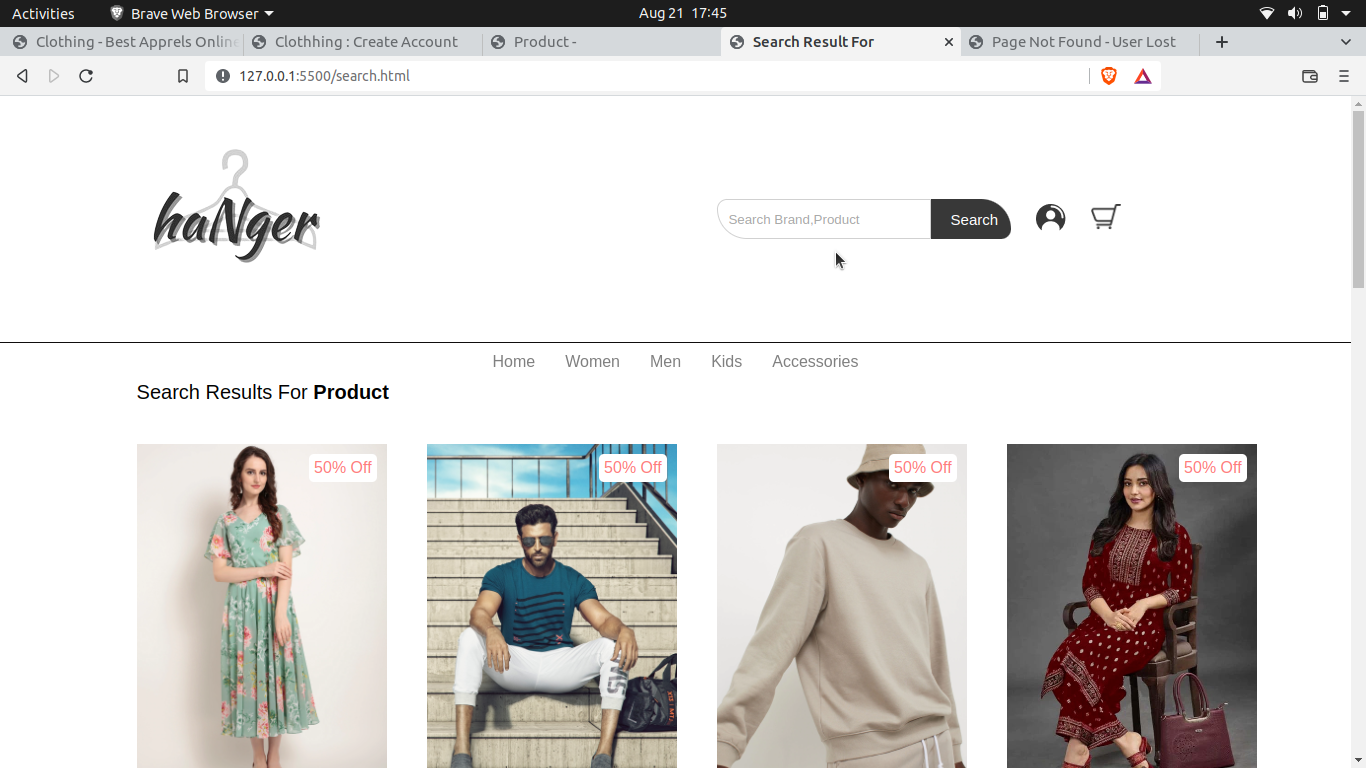 Activities Brave Web Browser Aug 21 17:45
Clothing - Best Apprels Online Clothhing : Create Account Product - Search Result For Page Not Found - User Lost
127.0.0.1:5500/search.html
haNger
Search Brand,Product Search
Home Women Men Kids Accessories
Search Results For Product
50% Off 50% Off 50% Off 50% Off